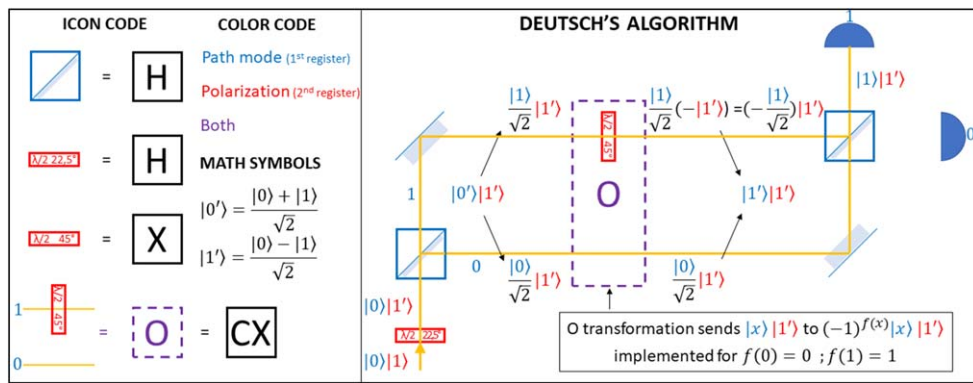 ICON CODE
COLOR CODE
= H
Path mode (1st register)
Polarization (2nd register)
Both
λ/2 22,5° = H
MATH SYMBOLS
λ/2 45° = X
|0′⟩ = (|0⟩ + |1⟩)/√2
|1′⟩ = (|0⟩ − |1⟩)/√2
1
λ/2 45°
0
= O = CX
DEUTSCH'S ALGORITHM
1
|1⟩|1′⟩
|1⟩/√2 |1′⟩
λ/2 45°
|1⟩/√2 (−|1′⟩) = (−|1⟩/√2)|1′⟩
0
1
|0′⟩|1′⟩
O
|1′⟩|1′⟩
0
|0⟩/√2 |1′⟩
|0⟩/√2 |1′⟩
|0⟩|1′⟩
λ/2 22,5°
|0⟩|1⟩
O transformation sends |x⟩ |1′⟩ to (−1)^f(x)|x⟩ |1′⟩
implemented for f(0) = 0 ; f(1) = 1